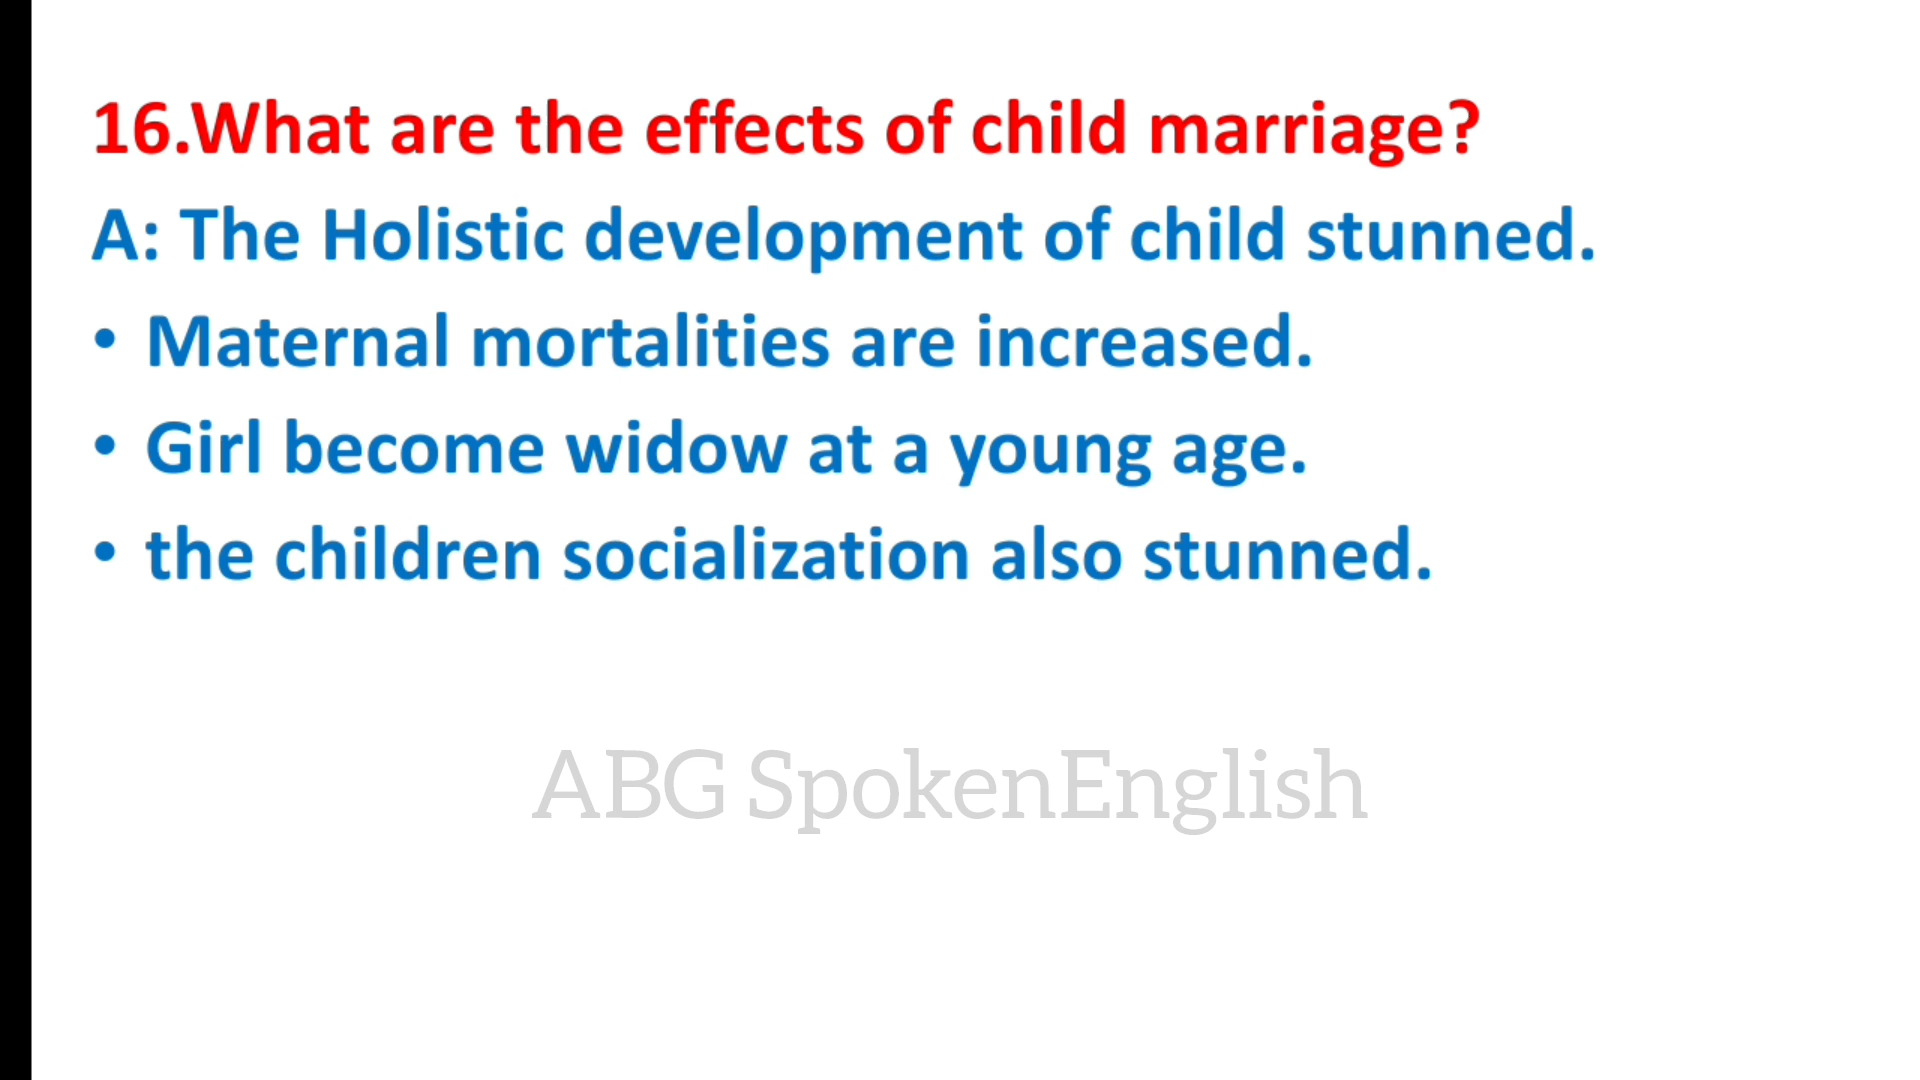 16.What are the effects of child marriage?
A: The Holistic development of child stunned.
• Maternal mortalities are increased.
• Girl become widow at a young age.
• the children socialization also stunned.
ABG SpokenEnglish